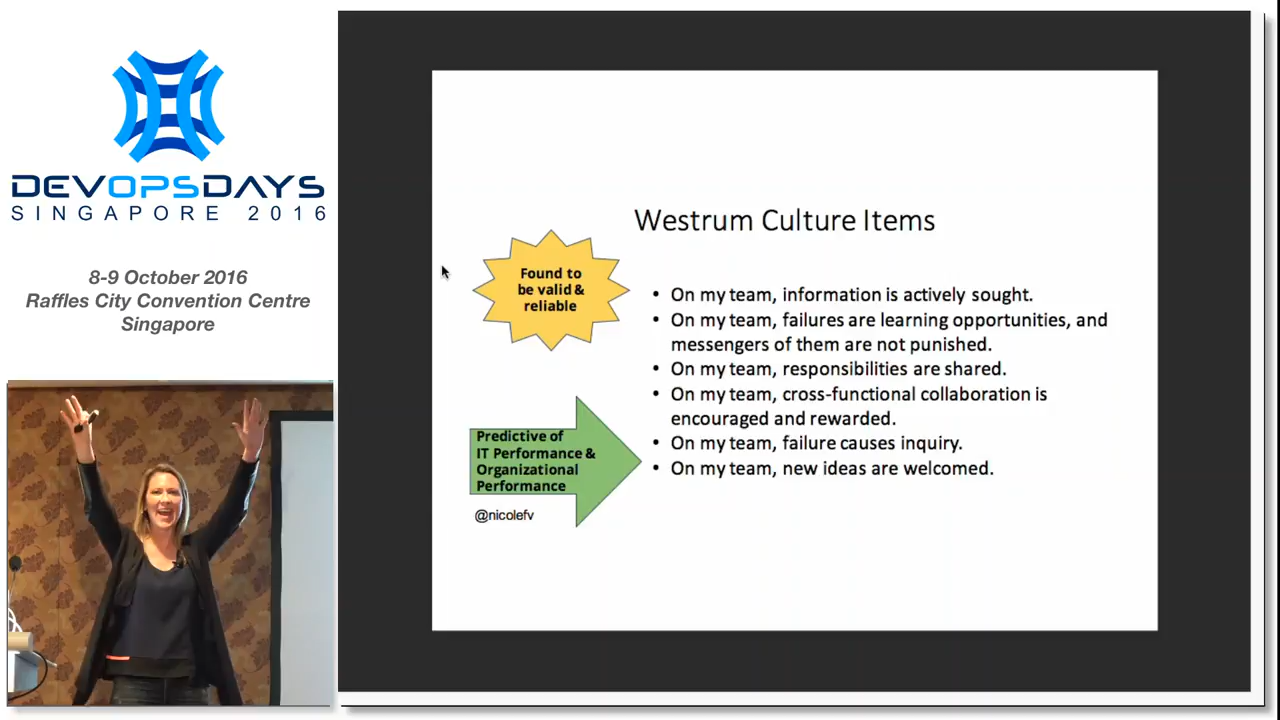 DEVOPSDAYS
SINGAPORE 2016
8-9 October 2016
Raffles City Convention Centre
Singapore
Westrum Culture Items
Found to
be valid &
reliable
• On my team, information is actively sought.
• On my team, failures are learning opportunities, and
messengers of them are not punished.
• On my team, responsibilities are shared.
• On my team, cross-functional collaboration is
encouraged and rewarded.
• On my team, failure causes inquiry.
• On my team, new ideas are welcomed.
Predictive of
IT Performance &
Organizational
Performance
@nicolefv